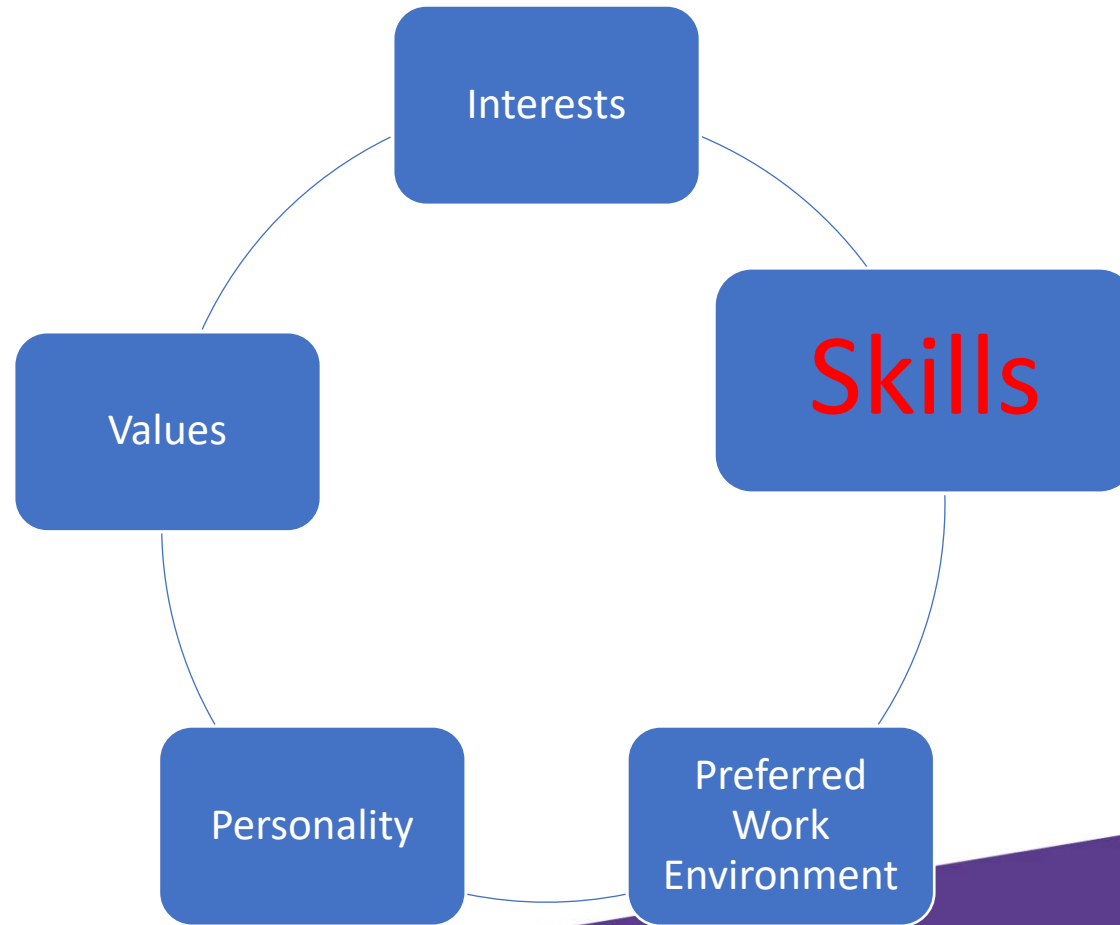 Interests
Skills
Values
Personality
Preferred
Work
Environment